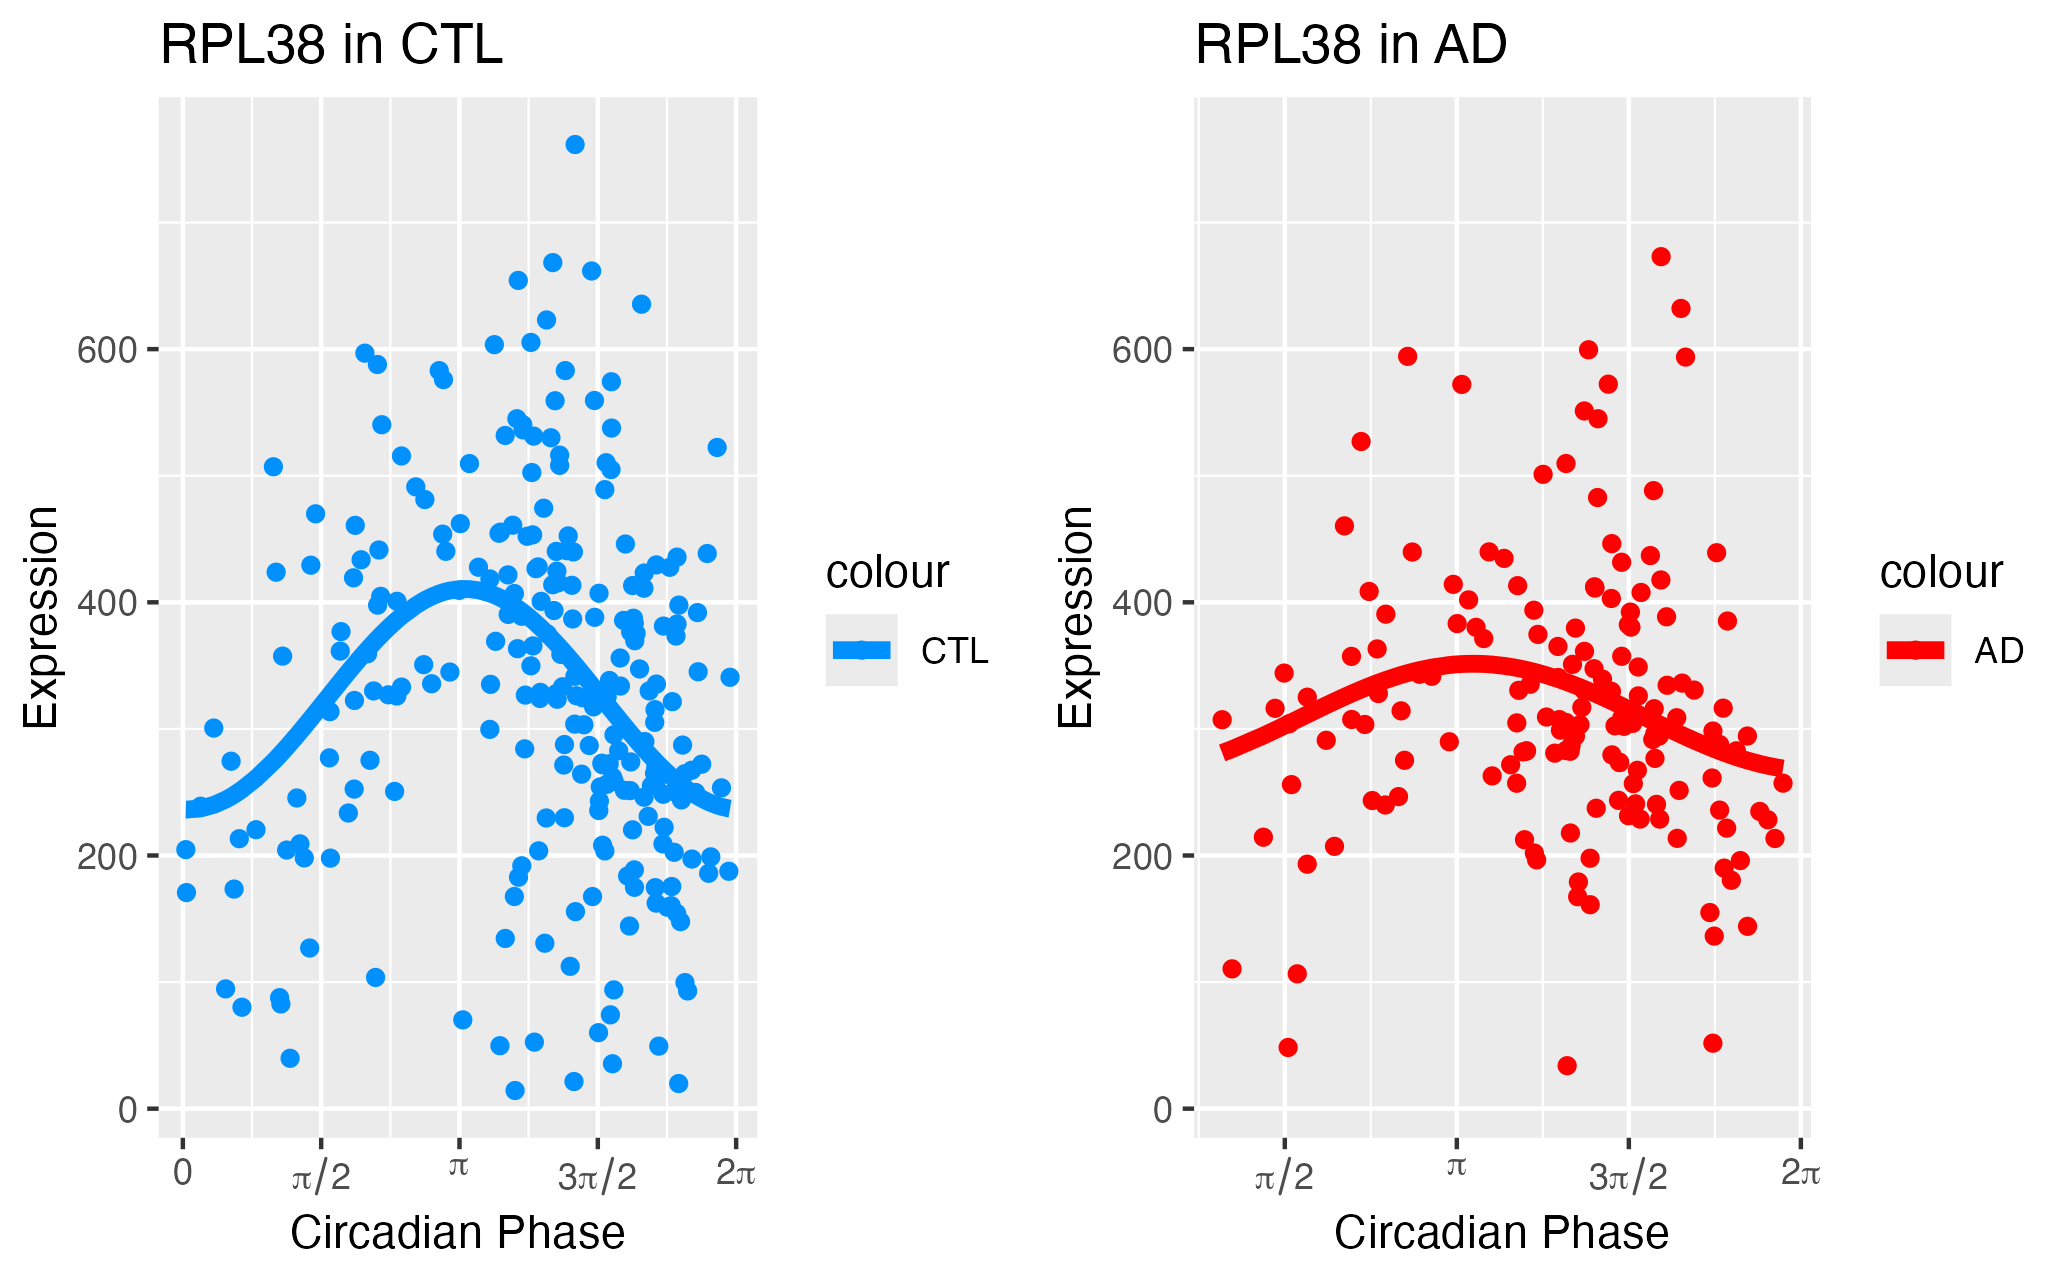 RPL38 in CTL
Expression
600
400
200
0
0 π/2 π 3π/2 2π
Circadian Phase
colour
CTL
RPL38 in AD
Expression
600
400
200
0
π/2 π 3π/2 2π
Circadian Phase
colour
AD